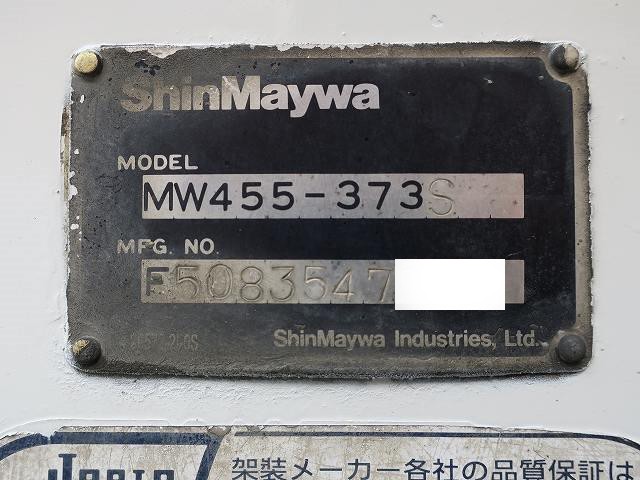 ShinMaywa
MODEL
MW455-373S
MFG. NO.
E5083547
ShinMaywa Industries, Ltd.
架装メーカー各社の品質保証は